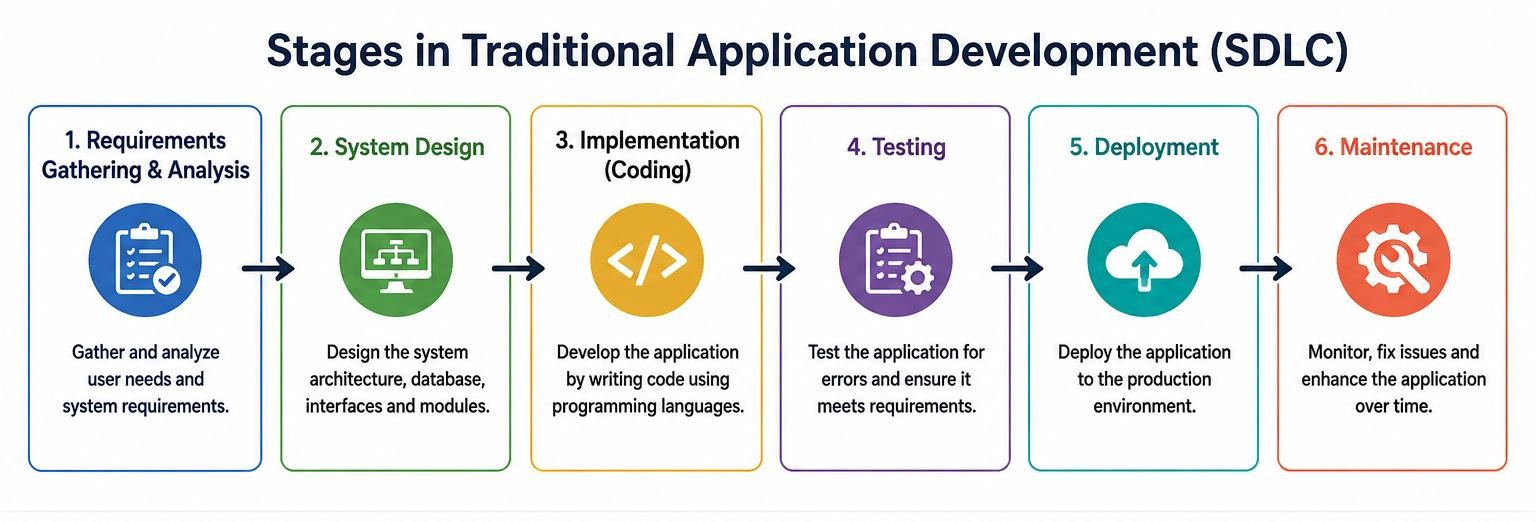 Stages in Traditional Application Development (SDLC)
1. Requirements
Gathering & Analysis
Gather and analyze
user needs and
system requirements.
2. System Design
Design the system
architecture, database,
interfaces and modules.
3. Implementation
(Coding)
</>
Develop the application
by writing code using
programming languages.
4. Testing
Test the application for
errors and ensure it
meets requirements.
5. Deployment
Deploy the application
to the production
environment.
6. Maintenance
Monitor, fix issues and
enhance the application
over time.